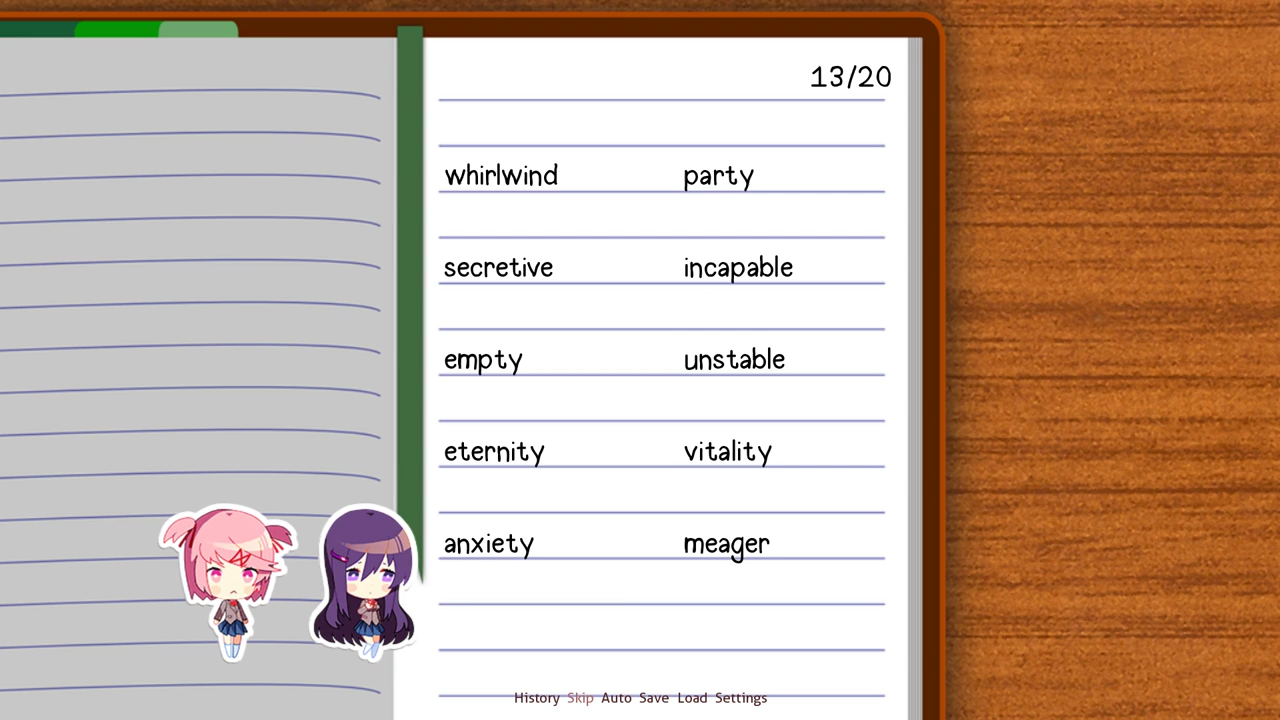 13/20
whirlwind party
secretive incapable
empty unstable
eternity vitality
anxiety meager
History Skip Auto Save Load Settings